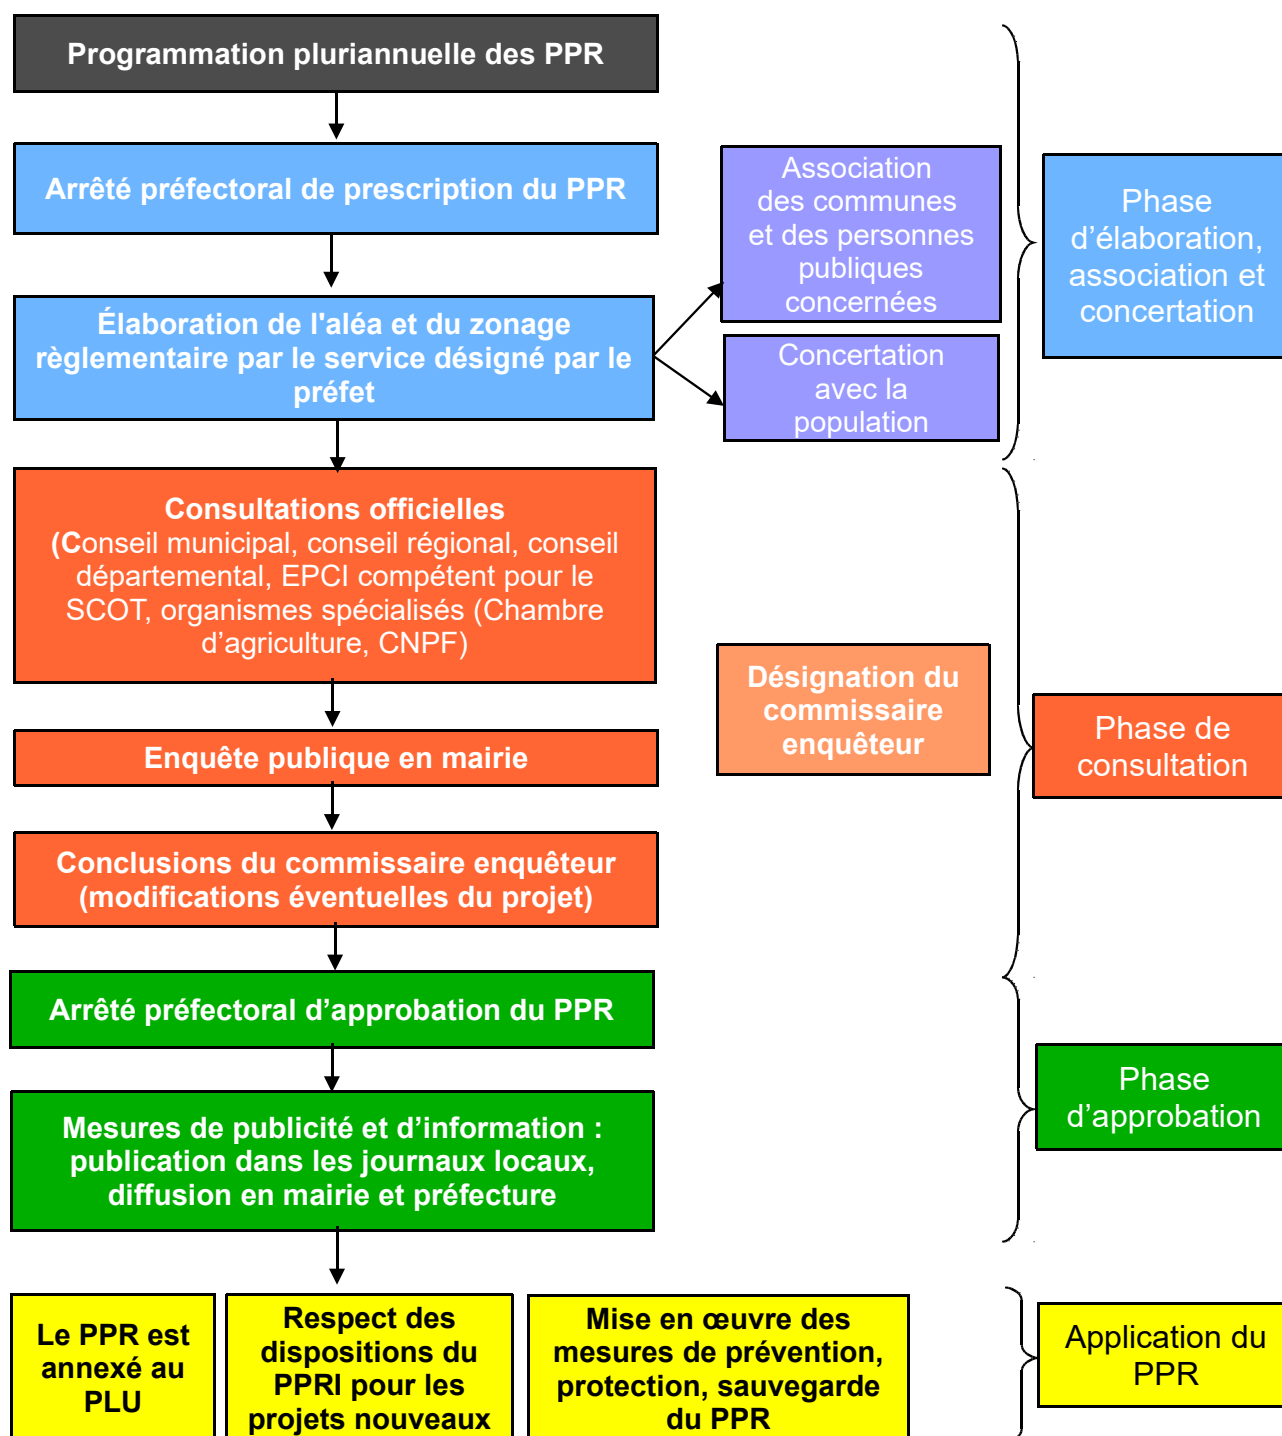 Programmation pluriannuelle des PPR
Arrêté préfectoral de prescription du PPR
Élaboration de l'aléa et du zonage
règlementaire par le service désigné par le
préfet
Association
des communes
et des personnes
publiques
concernées
Concertation
avec la
population
Phase
d’élaboration,
association et
concertation
Consultations officielles
(Conseil municipal, conseil régional, conseil
départemental, EPCI compétent pour le
SCOT, organismes spécialisés (Chambre
d’agriculture, CNPF)
Enquête publique en mairie
Conclusions du commissaire enquêteur
(modifications éventuelles du projet)
Désignation du
commissaire
enquêteur
Phase de
consultation
Arrêté préfectoral d’approbation du PPR
Mesures de publicité et d’information :
publication dans les journaux locaux,
diffusion en mairie et préfecture
Phase
d’approbation
Le PPR est
annexé au
PLU
Respect des
dispositions du
PPRI pour les
projets nouveaux
Mise en œuvre des
mesures de prévention,
protection, sauvegarde
du PPR
Application du
PPR